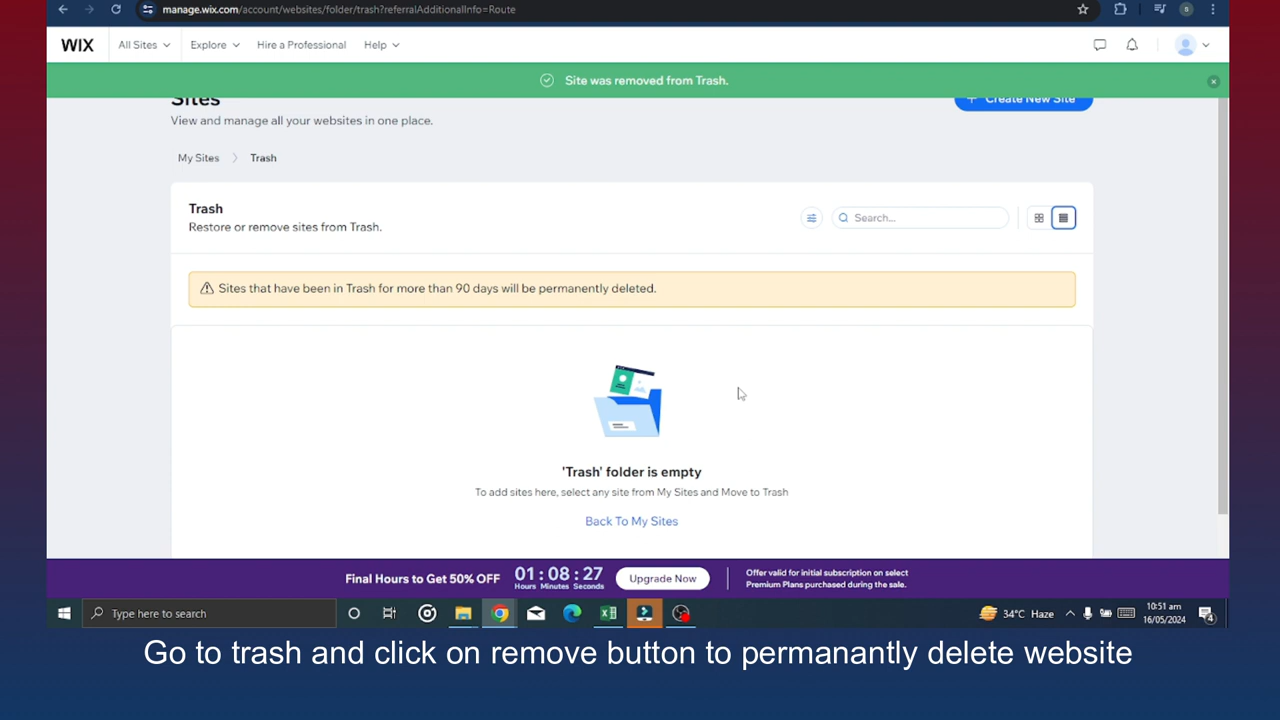 manage.wix.com/account/websites/folder/trash?referralAdditionalInfo=Route
WIX
All Sites
Explore
Hire a Professional
Help
Site was removed from Trash.
Sites
Create New Site
View and manage all your websites in one place.
My Sites
Trash
Trash
Restore or remove sites from Trash.
Search...
Sites that have been in Trash for more than 90 days will be permanently deleted.
'Trash' folder is empty
To add sites here, select any site from My Sites and Move to Trash
Back To My Sites
Final Hours to Get 50% OFF
01:08:27
Hours Minutes Seconds
Upgrade Now
Offer valid for initial subscription on select
Premium Plans purchased during the sale.
Type here to search
34°C Haze
10:51 am
16/05/2024
4
Go to trash and click on remove button to permanantly delete website